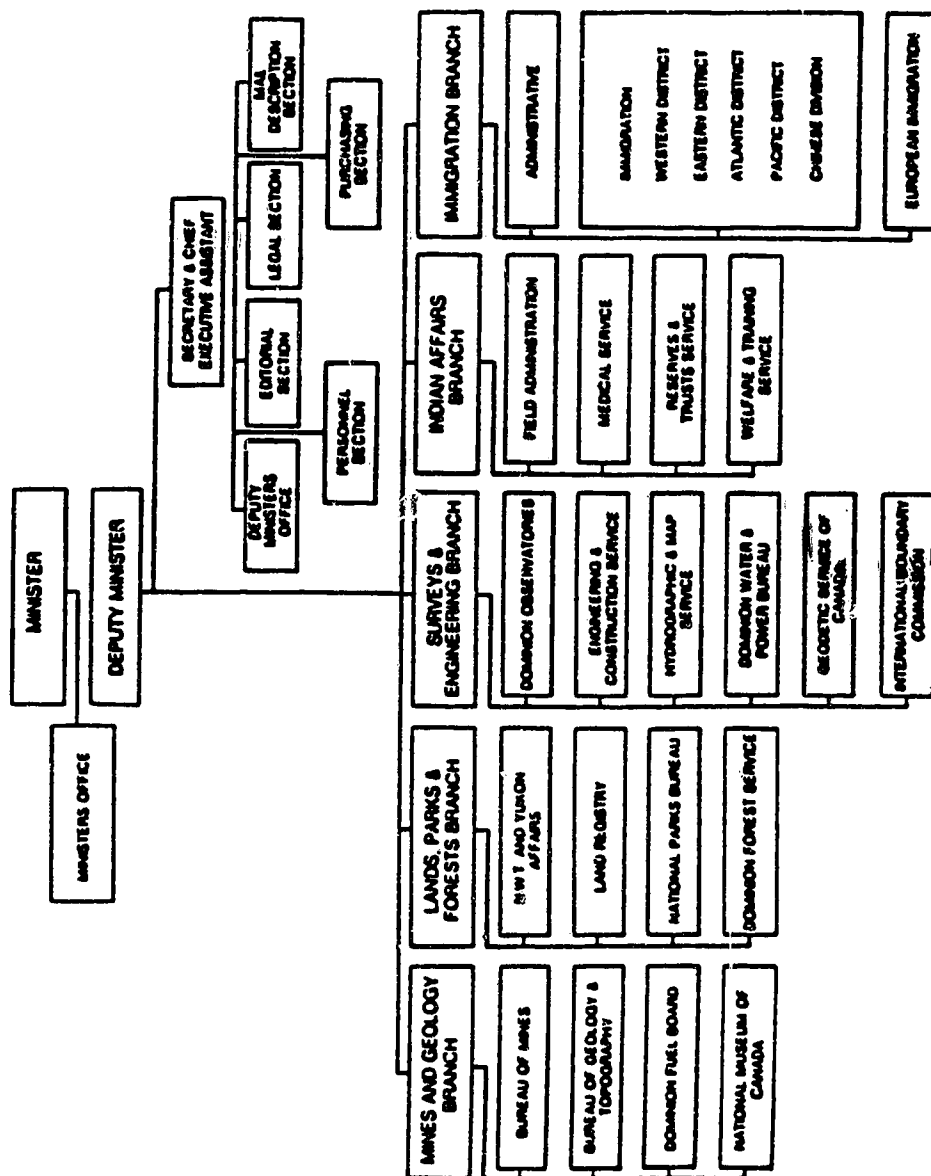 MINISTER
MINISTERS OFFICE
DEPUTY MINISTER
SECRETARY & CHIEF
EXECUTIVE ASSISTANT
DEPUTY
MINISTERS
OFFICE
EDITORIAL
SECTION
LEGAL SECTION
MAIL
DESCRIPTION
SECTION
PERSONNEL
SECTION
PURCHASING
SECTION
MINES AND GEOLOGY
BRANCH
BUREAU OF MINES
BUREAU OF GEOLOGY &
TOPOGRAPHY
DOMINION FUEL BOARD
NATIONAL MUSEUM OF
CANADA
LANDS, PARKS &
FORESTS BRANCH
N W T AND YUKON
AFFAIRS
LAND REGISTRY
NATIONAL PARKS BUREAU
DOMINION FOREST SERVICE
SURVEYS &
ENGINEERING BRANCH
DOMINION OBSERVATORIES
ENGINEERING &
CONSTRUCTION SERVICE
HYDROGRAPHIC & MAP
SERVICE
DOMINION WATER &
POWER BUREAU
GEODETIC SERVICE OF
CANADA
INTERNATIONAL BOUNDARY
COMMISSION
INDIAN AFFAIRS
BRANCH
FIELD ADMINISTRATION
MEDICAL SERVICE
RESERVES &
TRUSTS SERVICE
WELFARE & TRAINING
SERVICE
IMMIGRATION BRANCH
ADMINISTRATIVE
IMMIGRATION
WESTERN DISTRICT
EASTERN DISTRICT
ATLANTIC DISTRICT
PACIFIC DISTRICT
CHINESE DIVISION
EUROPEAN IMMIGRATION